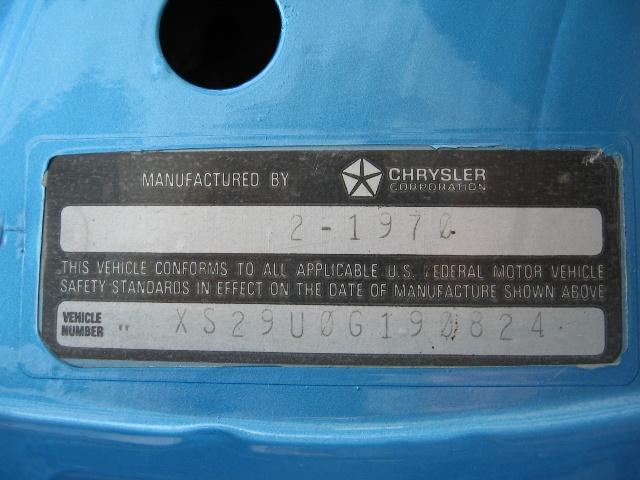 MANUFACTURED BY CHRYSLER CORPORATION
2-1970
THIS VEHICLE CONFORMS TO ALL APPLICABLE U.S. FEDERAL MOTOR VEHICLE
SAFETY STANDARDS IN EFFECT ON THE DATE OF MANUFACTURE SHOWN ABOVE
VEHICLE NUMBER " XS29U0G190824